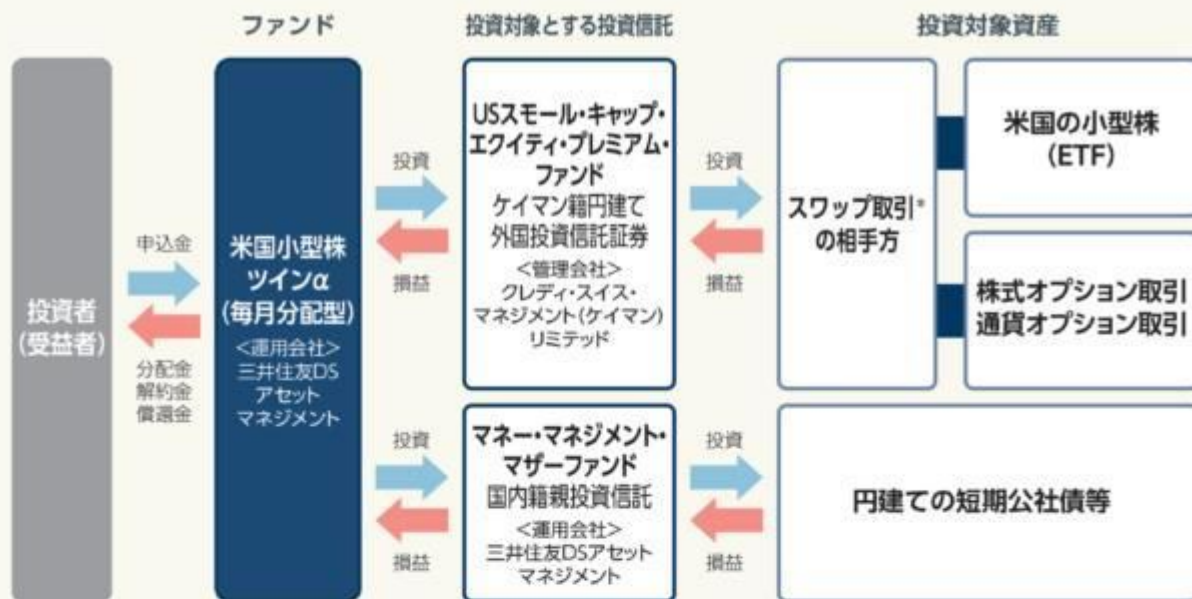 ファンド
投資対象とする投資信託
投資対象資産
投資者
(受益者)
申込金
分配金
解約金
償還金
米国小型株
ツインα
(毎月分配型)
<運用会社>
三井住友DS
アセット
マネジメント
投資
損益
USスモール・キャップ・
エクイティ・プレミアム・
ファンド
ケイマン籍円建て
外国投資信託証券
<管理会社>
クレディ・スイス・
マネジメント(ケイマン)
リミテッド
投資
損益
スワップ取引*
の相手方
米国の小型株
(ETF)
株式オプション取引
通貨オプション取引
投資
損益
マネー・マネジメント・
マザーファンド
国内籍親投資信託
<運用会社>
三井住友DSアセット
マネジメント
投資
損益
円建ての短期公社債等